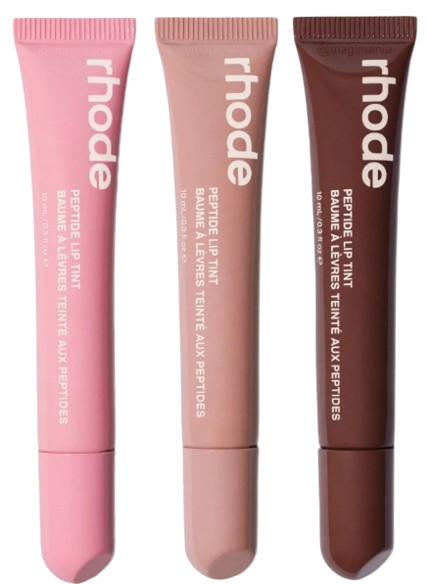 rhode
PEPTIDE LIP TINT
BAUME À LÈVRES TEINTÉ AUX PEPTIDES
10 mL / 0.3 fl oz ℮
rhode
PEPTIDE LIP TINT
BAUME À LÈVRES TEINTÉ AUX PEPTIDES
10 mL / 0.3 fl oz ℮
@magimania
rhode
PEPTIDE LIP TINT
BAUME À LÈVRES TEINTÉ AUX PEPTIDES
10 mL / 0.3 fl oz ℮